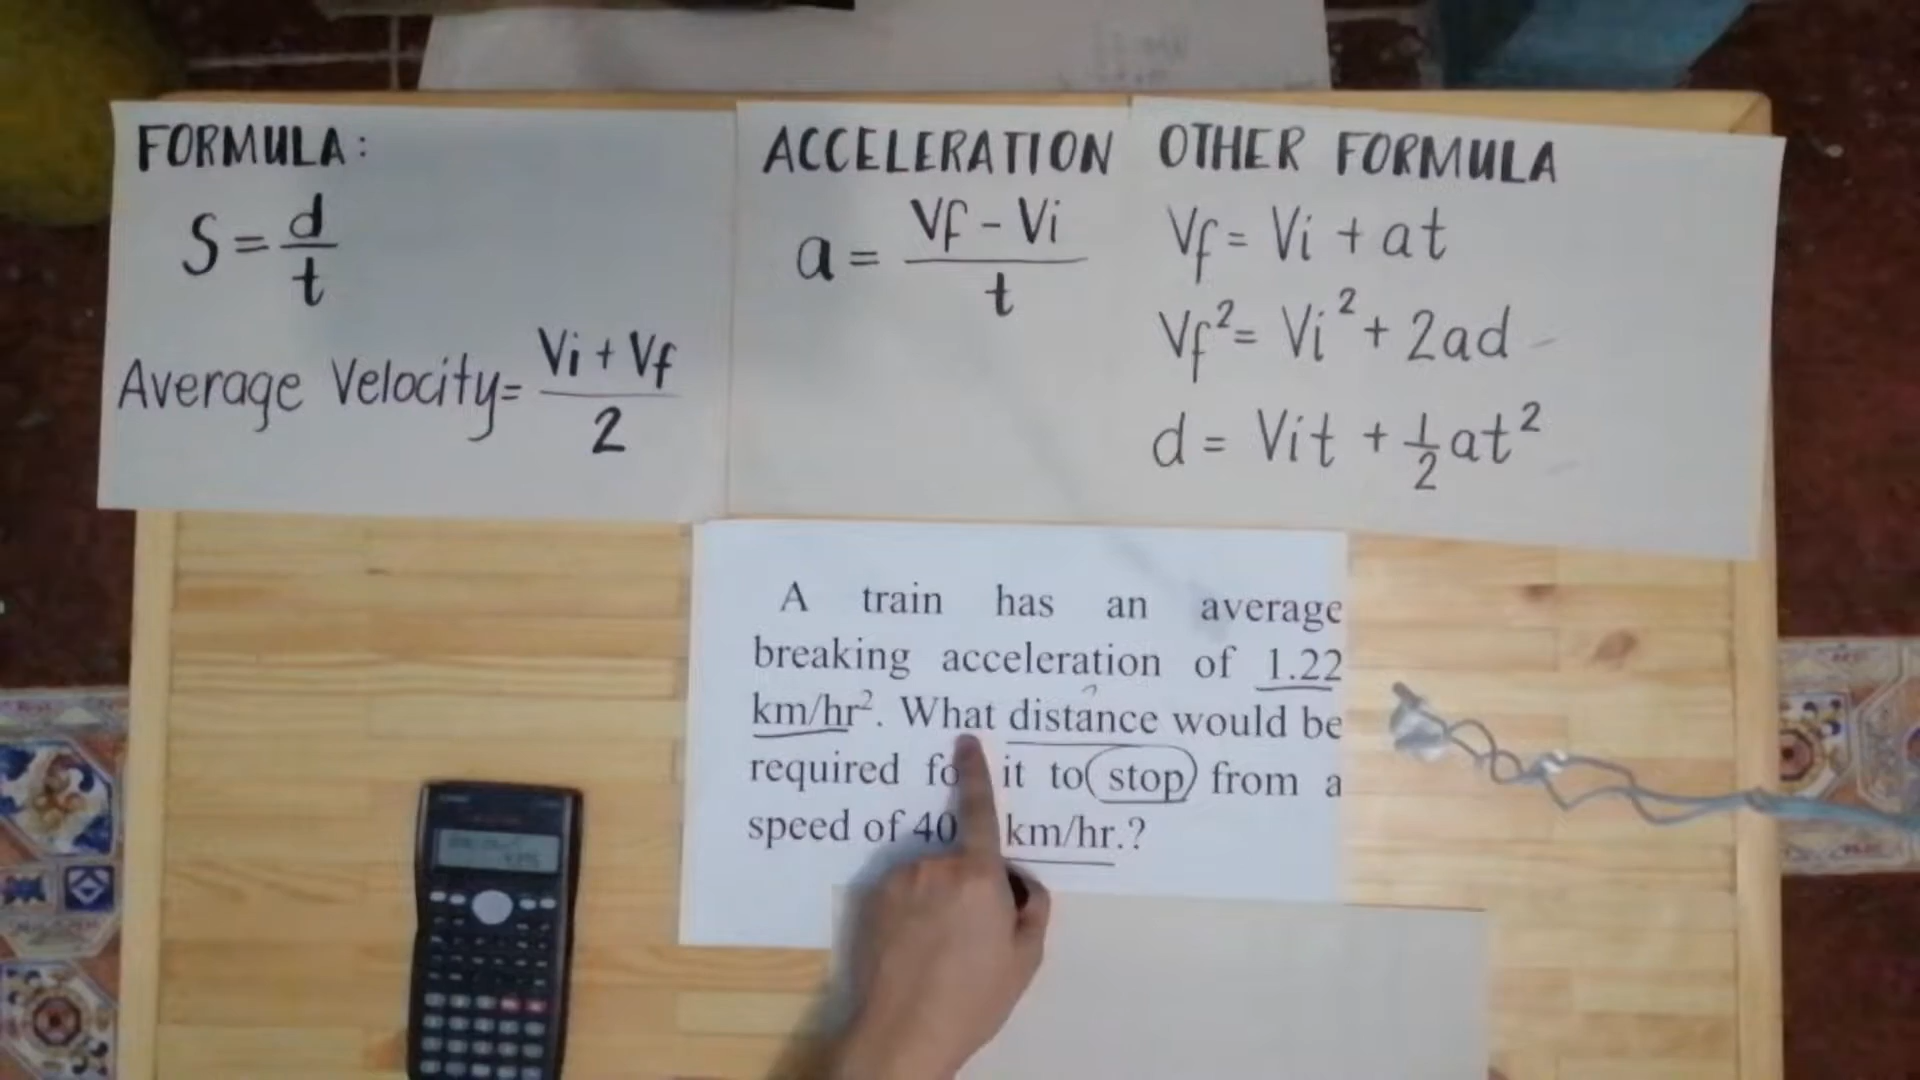 FORMULA:
S = d/t
Average Velocity = Vi + Vf / 2
ACCELERATION
a = Vf - Vi / t
OTHER FORMULA
Vf = Vi + at
Vf² = Vi² + 2ad
d = Vit + ½at²
A train has an average
breaking acceleration of 1.22
km/hr². What distance would be
required it to stop from a
speed of km/hr.?